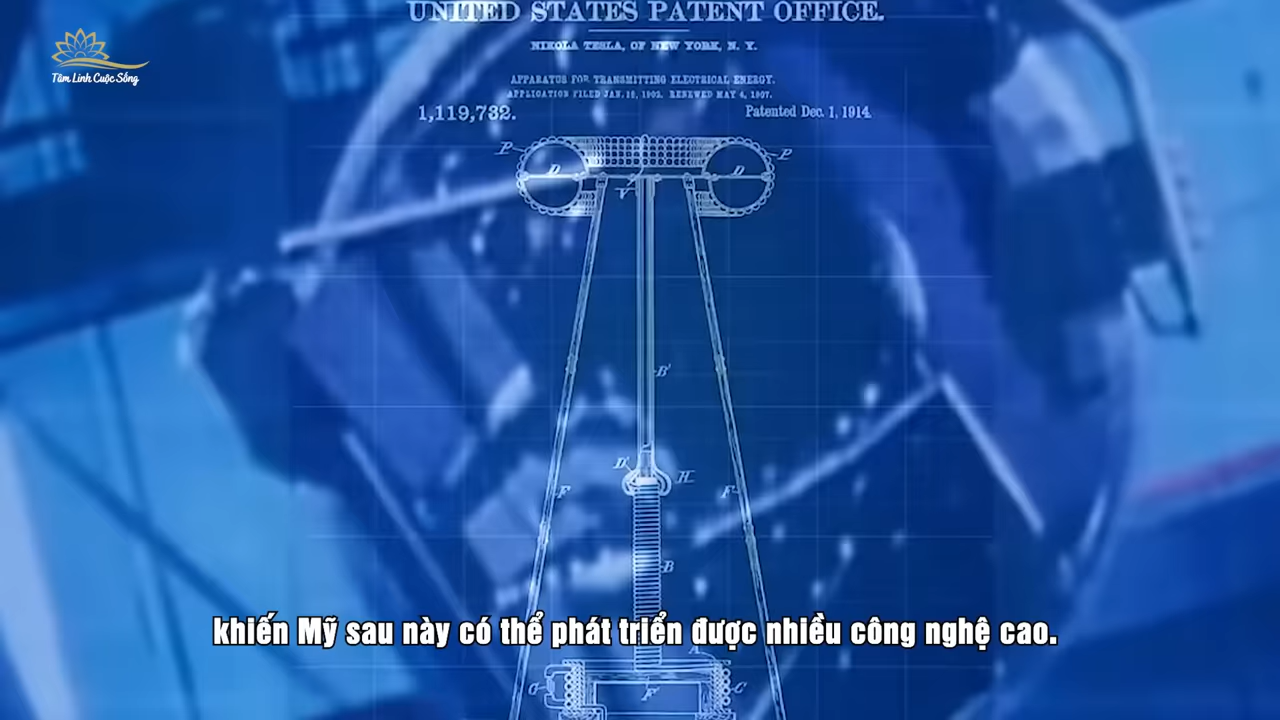 UNITED STATES PATENT OFFICE.
Tâm Linh Cuộc Sống
NIKOLA TESLA, OF NEW YORK, N. Y.
APPARATUS FOR TRANSMITTING ELECTRICAL ENERGY.
APPLICATION FILED JAN. 18, 1902. RENEWED MAY 4, 1907.
1,119,732. Patented Dec. 1, 1914.
P P
D D
V
B'
D' H
F F
B
khiến Mỹ sau này có thể phát triển được nhiều công nghệ cao.
A
C F' C